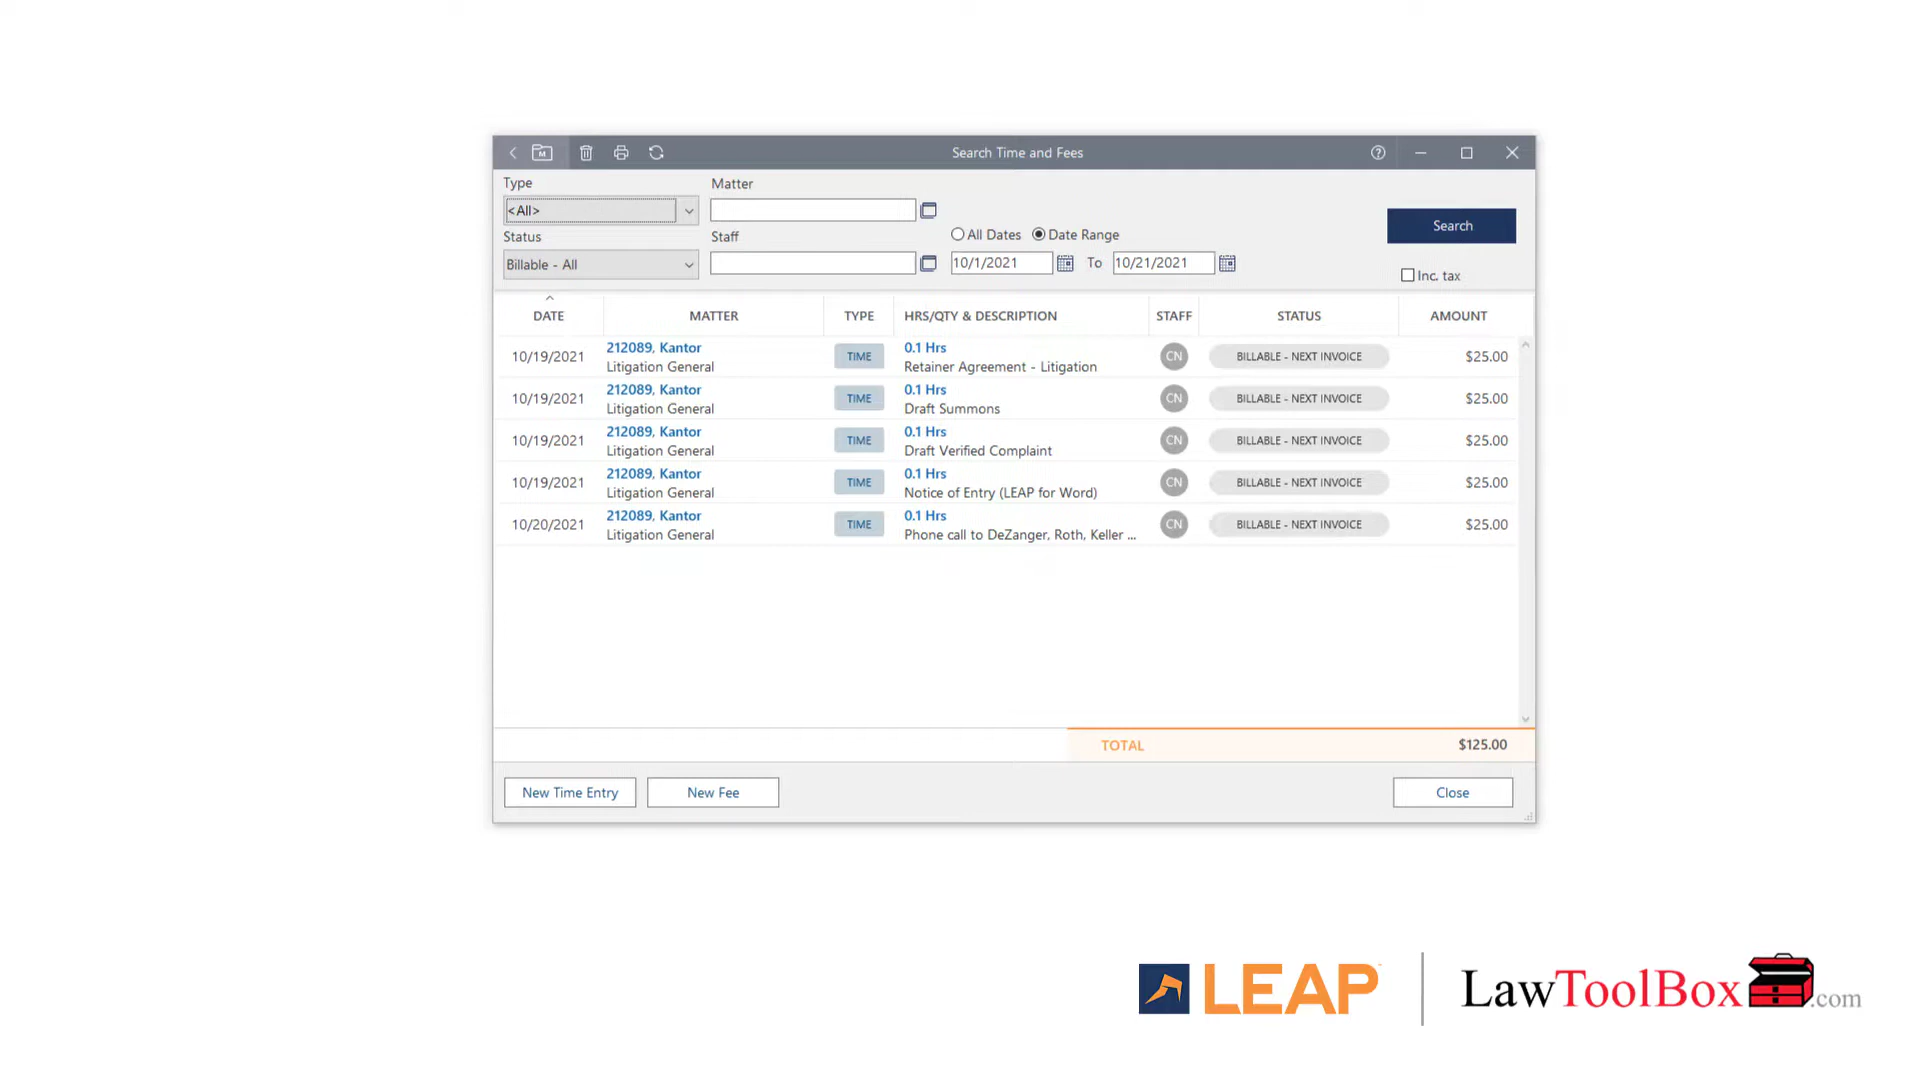 Search Time and Fees
Type
Matter
<All>
Status
Staff
All Dates
Date Range
Search
Billable - All
10/1/2021
To
10/21/2021
Inc. tax
DATE
MATTER
TYPE
HRS/QTY & DESCRIPTION
STAFF
STATUS
AMOUNT
10/19/2021
212089, Kantor
Litigation General
TIME
0.1 Hrs
Retainer Agreement - Litigation
CN
BILLABLE - NEXT INVOICE
$25.00
10/19/2021
212089, Kantor
Litigation General
TIME
0.1 Hrs
Draft Summons
CN
BILLABLE - NEXT INVOICE
$25.00
10/19/2021
212089, Kantor
Litigation General
TIME
0.1 Hrs
Draft Verified Complaint
CN
BILLABLE - NEXT INVOICE
$25.00
10/19/2021
212089, Kantor
Litigation General
TIME
0.1 Hrs
Notice of Entry (LEAP for Word)
CN
BILLABLE - NEXT INVOICE
$25.00
10/20/2021
212089, Kantor
Litigation General
TIME
0.1 Hrs
Phone call to DeZanger, Roth, Keller ...
CN
BILLABLE - NEXT INVOICE
$25.00
TOTAL
$125.00
New Time Entry
New Fee
Close
LEAP
LawToolBox.com